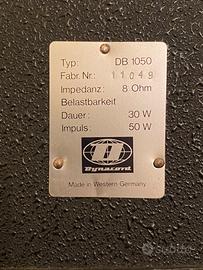 Typ: DB 1050
Fabr. Nr.: 11049
Impedanz: 8 Ohm
Belastbarkeit
Dauer: 30 W
Impuls: 50 W
Dynacord
Made in Western Germany
subito